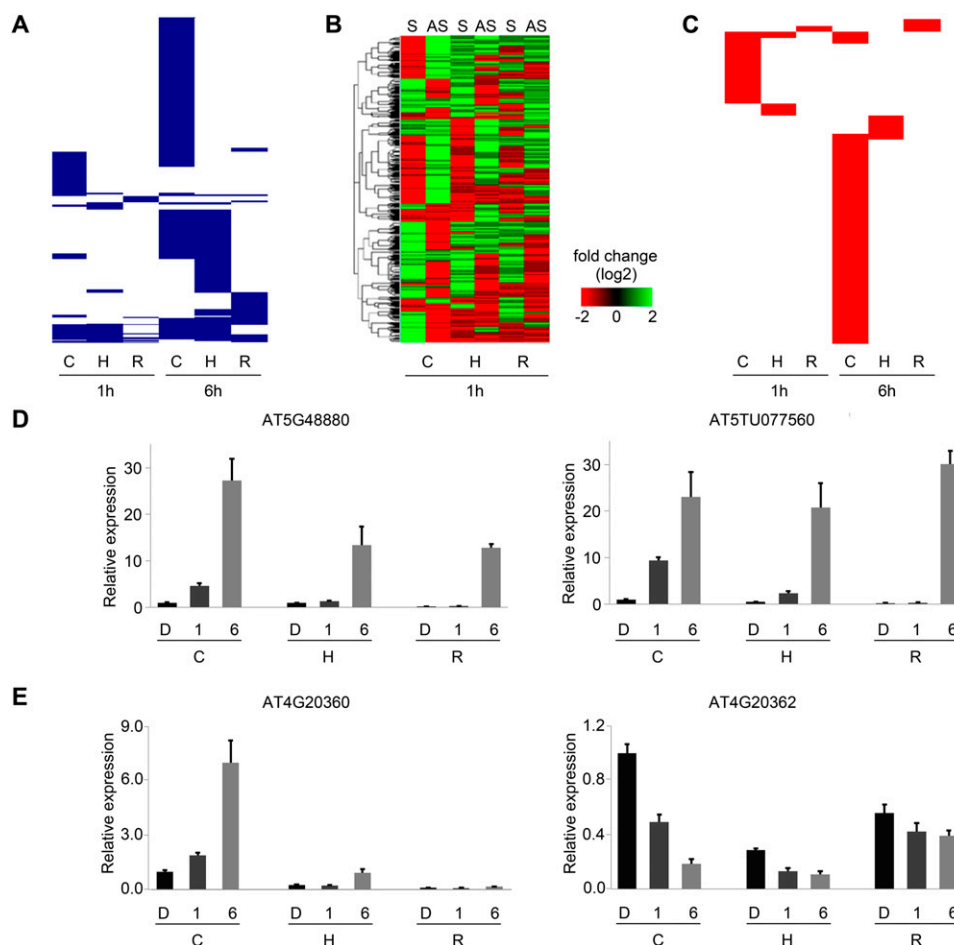 A
B
C
S AS S AS S AS
fold change
(log2)
-2 0 2
C H R C H R
1h 6h
C H R
1h
C H R C H R
1h 6h
D
AT5G48880
Relative expression
30
20
10
0
D 1 6 D 1 6 D 1 6
C H R
AT5TU077560
Relative expression
30
20
10
0
D 1 6 D 1 6 D 1 6
C H R
E
AT4G20360
Relative expression
9.0
6.0
3.0
0.0
D 1 6 D 1 6 D 1 6
C H R
AT4G20362
Relative expression
1.2
0.8
0.4
0.0
D 1 6 D 1 6 D 1 6
C H R